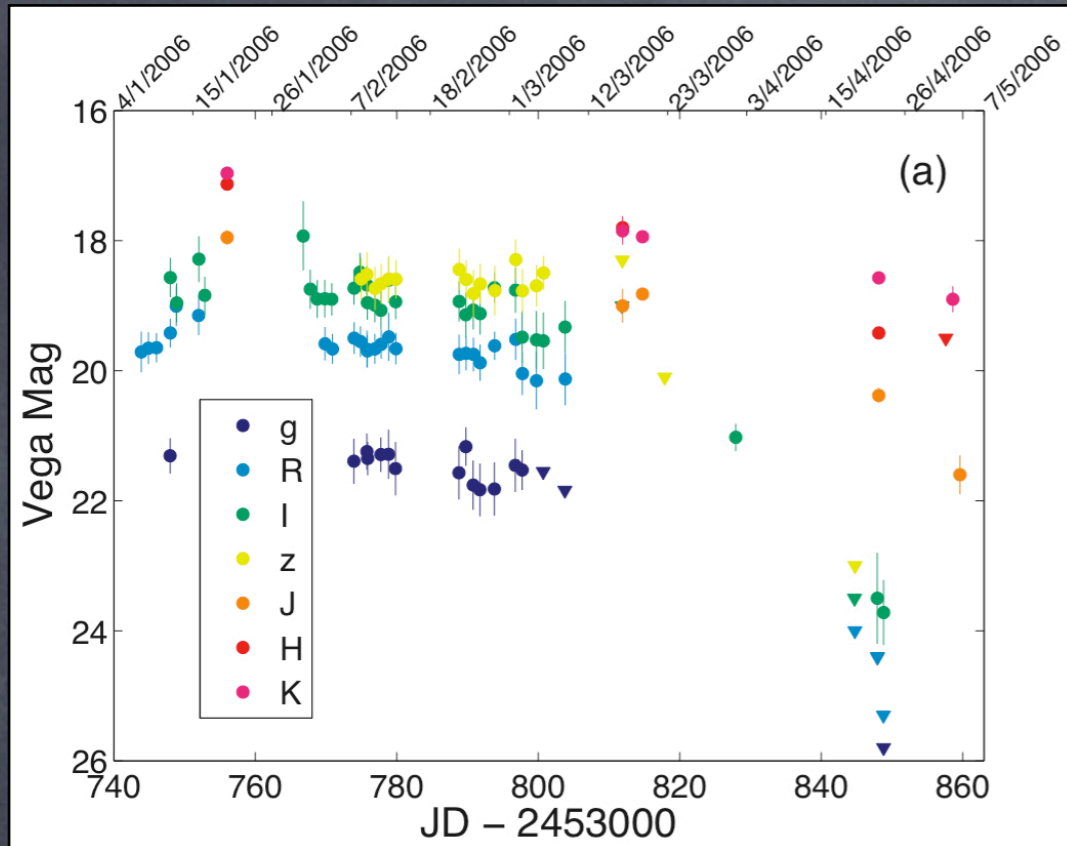 4/1/2006 15/1/2006 26/1/2006 7/2/2006 18/2/2006 1/3/2006 12/3/2006 23/3/2006 3/4/2006 15/4/2006 26/4/2006 7/5/2006
(a)
16
18
20
22
24
26
Vega Mag
g
R
I
z
J
H
K
740 760 780 800 820 840 860
JD – 2453000